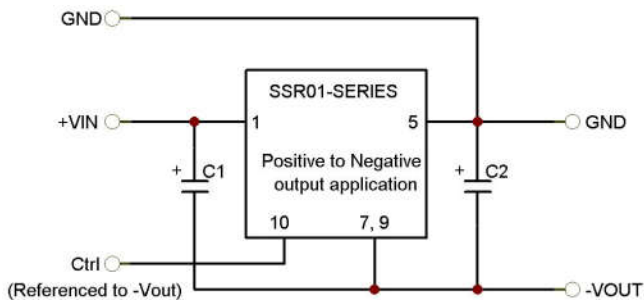 GND
SSR01-SERIES
+VIN
1
5
GND
Positive to Negative
output application
+
C1
+
C2
10
7, 9
Ctrl
(Referenced to -Vout)
-VOUT